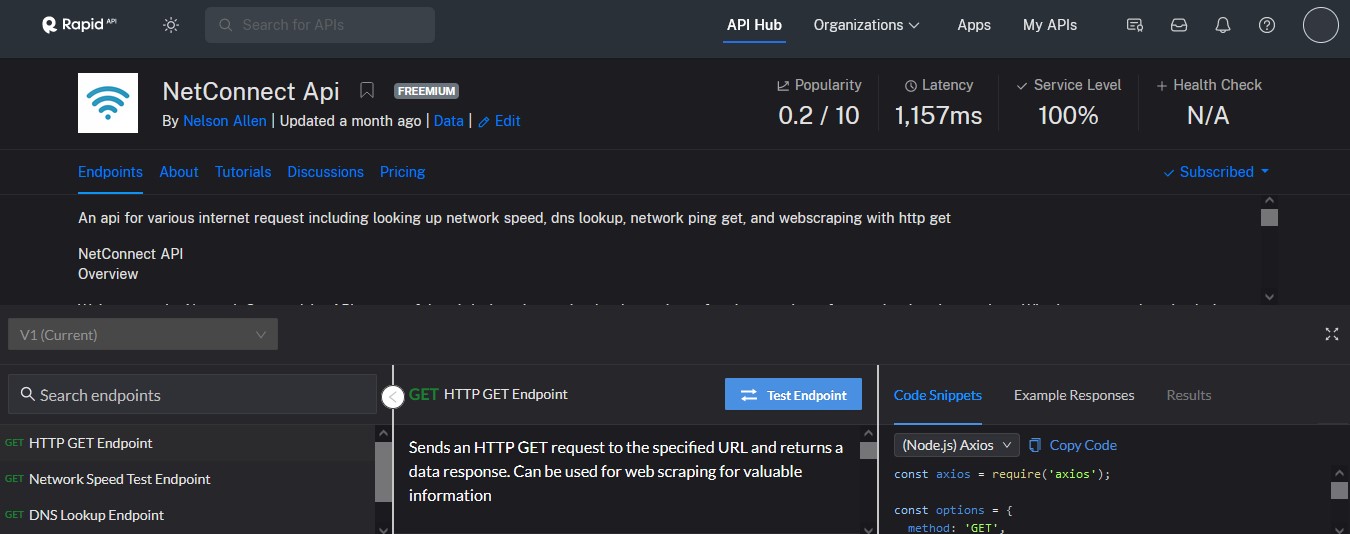 Rapid API
Search for APIs
API Hub
Organizations
Apps
My APIs
NetConnect Api
FREEMIUM
By Nelson Allen | Updated a month ago | Data | Edit
Popularity
0.2 / 10
Latency
1,157ms
Service Level
100%
Health Check
N/A
Endpoints About Tutorials Discussions Pricing
Subscribed
An api for various internet request including looking up network speed, dns lookup, network ping get, and webscraping with http get
NetConnect API
Overview
V1 (Current)
Search endpoints
GET HTTP GET Endpoint
GET Network Speed Test Endpoint
GET DNS Lookup Endpoint
GET HTTP GET Endpoint
Test Endpoint
Sends an HTTP GET request to the specified URL and returns a
data response. Can be used for web scraping for valuable
information
Code Snippets Example Responses Results
(Node.js) Axios
Copy Code
const axios = require('axios');
const options = {
method: 'GET',